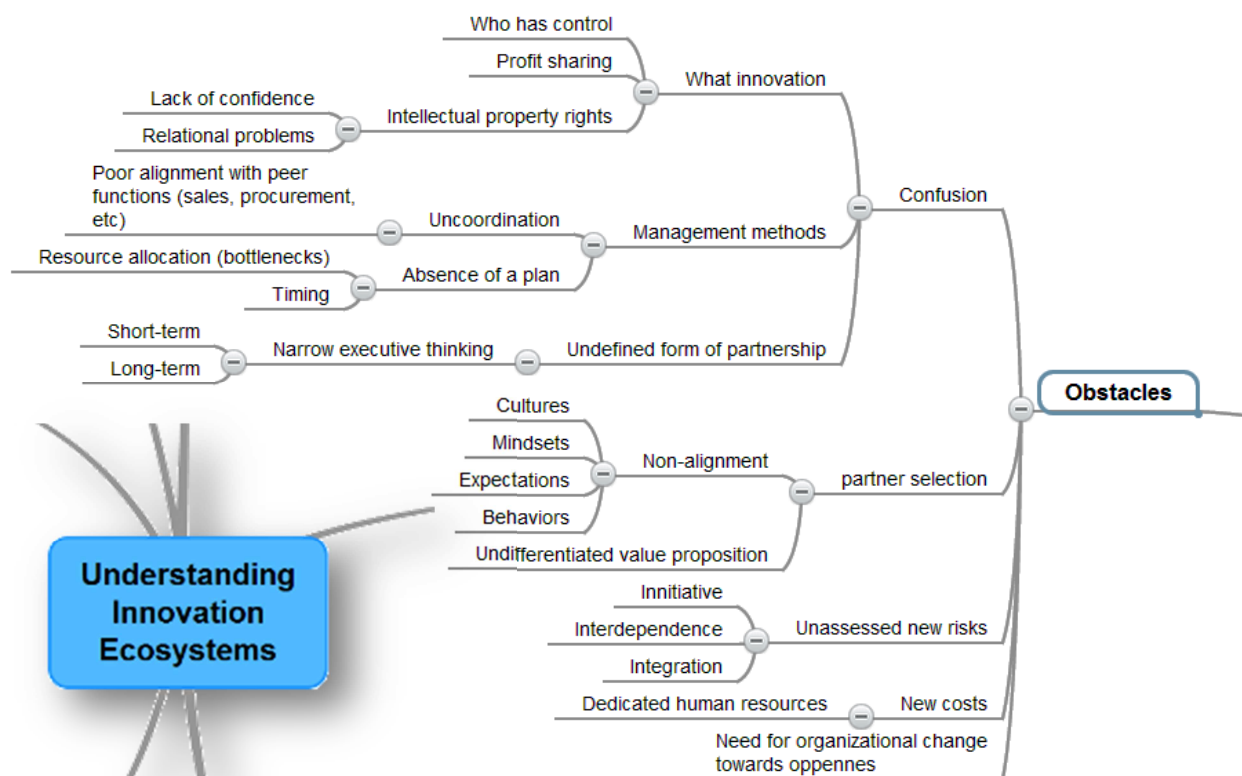 Who has control
Profit sharing
What innovation
Lack of confidence
Intellectual property rights
Relational problems
Poor alignment with peer
functions (sales, procurement,
etc)
Uncoordination
Confusion
Management methods
Resource allocation (bottlenecks)
Absence of a plan
Timing
Short-term
Narrow executive thinking
Undefined form of partnership
Long-term
Obstacles
Cultures
Mindsets
Non-alignment
Expectations
partner selection
Behaviors
Undifferentiated value proposition
Understanding
Innovation
Ecosystems
Innitiative
Interdependence
Unassessed new risks
Integration
Dedicated human resources
New costs
Need for organizational change
towards oppennes